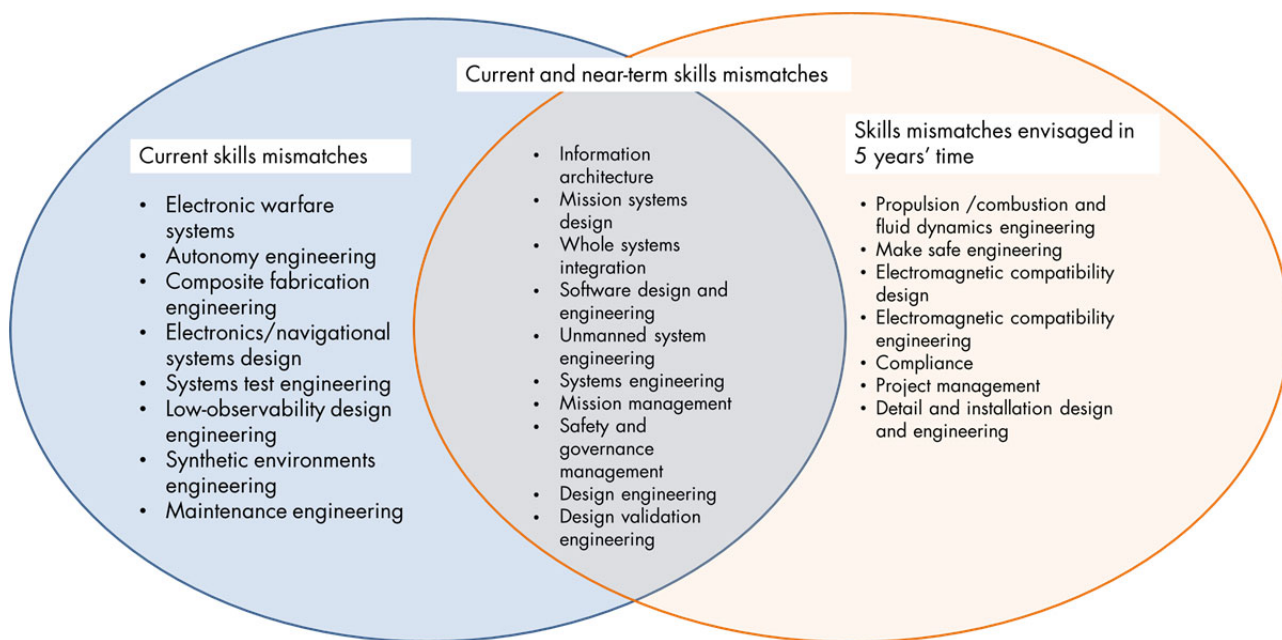 Current and near-term skills mismatches
Current skills mismatches
• Electronic warfare
systems
• Autonomy engineering
• Composite fabrication
engineering
• Electronics/navigational
systems design
• Systems test engineering
• Low-observability design
engineering
• Synthetic environments
engineering
• Maintenance engineering
• Information
architecture
• Mission systems
design
• Whole systems
integration
• Software design and
engineering
• Unmanned system
engineering
• Systems engineering
• Mission management
• Safety and
governance
management
• Design engineering
• Design validation
engineering
Skills mismatches envisaged in
5 years’ time
• Propulsion /combustion and
fluid dynamics engineering
• Make safe engineering
• Electromagnetic compatibility
design
• Electromagnetic compatibility
engineering
• Compliance
• Project management
• Detail and installation design
and engineering